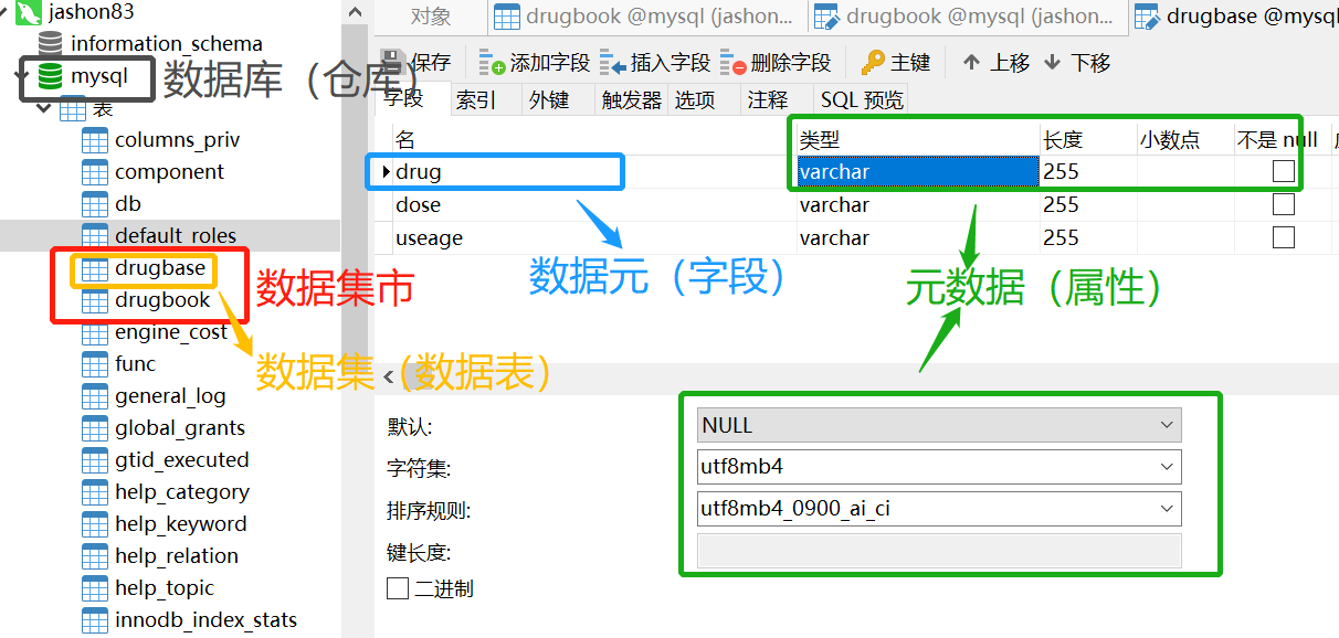 jashon83
information_schema
mysql
数据库（仓库）
表
columns_priv
component
db
default_roles
drugbase
drugbook
数据集市
engine_cost
func
数据集（数据表）
general_log
global_grants
gtid_executed
help_category
help_keyword
help_relation
help_topic
innodb_index_stats
对象 drugbook @mysql (jashon... drugbook @mysql (jashon... drugbase @mysql
保存 添加字段 插入字段 删除字段 主键 上移 下移
字段 索引 外键 触发器 选项 注释 SQL 预览
名 类型 长度 小数点 不是 null
drug varchar 255
dose varchar 255
useage varchar 255
数据元（字段）
元数据（属性）
默认: NULL
字符集: utf8mb4
排序规则: utf8mb4_0900_ai_ci
键长度:
二进制